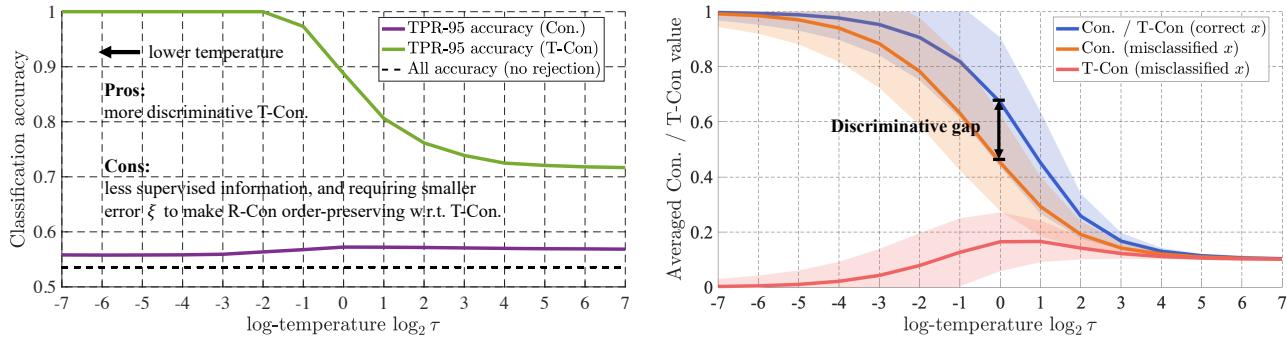 Classification accuracy
1
0.9
0.8
0.7
0.6
0.5
TPR-95 accuracy (Con.)
TPR-95 accuracy (T-Con)
All accuracy (no rejection)
lower temperature
Pros:
more discriminative T-Con.
Cons:
less supervised information, and requiring smaller
error ξ to make R-Con order-preserving w.r.t. T-Con.
-7 -6 -5 -4 -3 -2 -1 0 1 2 3 4 5 6 7
log-temperature log₂ τ
Averaged Con. / T-Con value
1
0.8
0.6
0.4
0.2
0
Con. / T-Con (correct x)
Con. (misclassified x)
T-Con (misclassified x)
Discriminative gap
-7 -6 -5 -4 -3 -2 -1 0 1 2 3 4 5 6 7
log-temperature log₂ τ